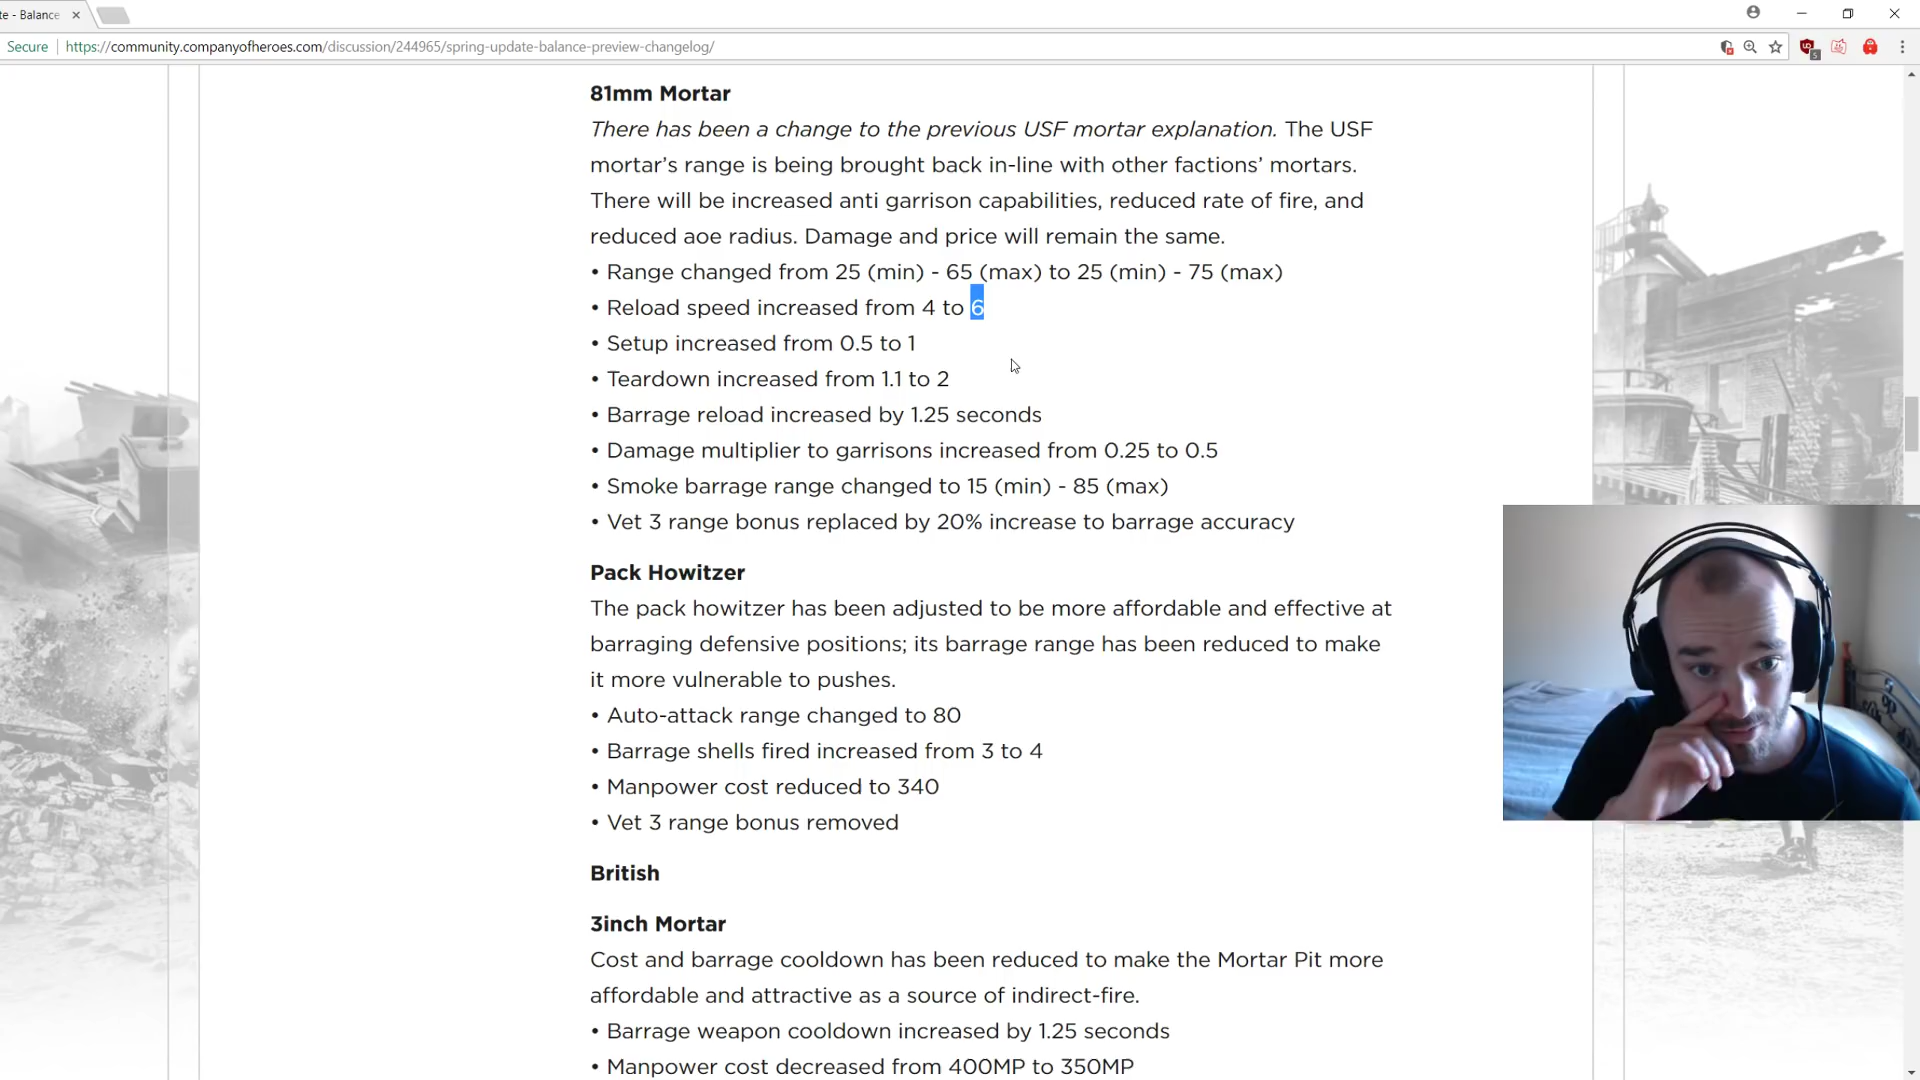 te - Balance
Secure https://community.companyofheroes.com/discussion/244965/spring-update-balance-preview-changelog/
81mm Mortar
There has been a change to the previous USF mortar explanation. The USF
mortar’s range is being brought back in-line with other factions’ mortars.
There will be increased anti garrison capabilities, reduced rate of fire, and
reduced aoe radius. Damage and price will remain the same.
• Range changed from 25 (min) - 65 (max) to 25 (min) - 75 (max)
• Reload speed increased from 4 to 6
• Setup increased from 0.5 to 1
• Teardown increased from 1.1 to 2
• Barrage reload increased by 1.25 seconds
• Damage multiplier to garrisons increased from 0.25 to 0.5
• Smoke barrage range changed to 15 (min) - 85 (max)
• Vet 3 range bonus replaced by 20% increase to barrage accuracy
Pack Howitzer
The pack howitzer has been adjusted to be more affordable and effective at
barraging defensive positions; its barrage range has been reduced to make
it more vulnerable to pushes.
• Auto-attack range changed to 80
• Barrage shells fired increased from 3 to 4
• Manpower cost reduced to 340
• Vet 3 range bonus removed
British
3inch Mortar
Cost and barrage cooldown has been reduced to make the Mortar Pit more
affordable and attractive as a source of indirect-fire.
• Barrage weapon cooldown increased by 1.25 seconds
• Manpower cost decreased from 400MP to 350MP